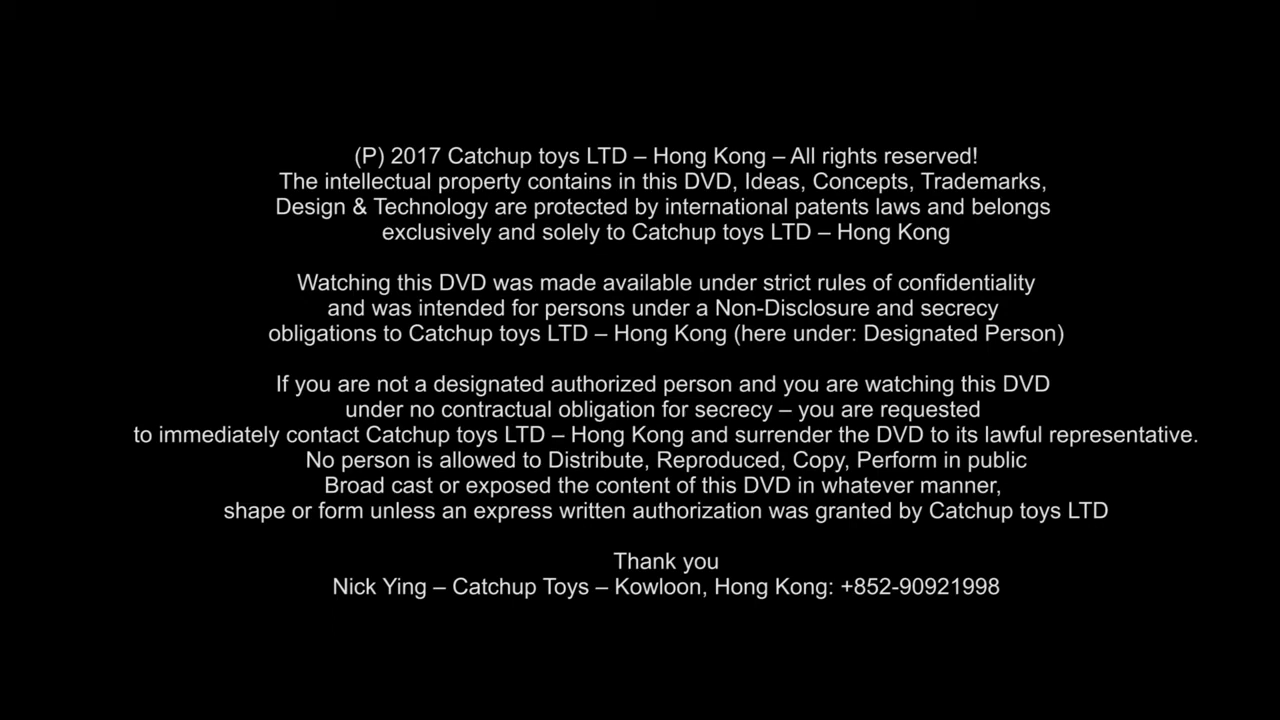 (P) 2017 Catchup toys LTD – Hong Kong – All rights reserved!
The intellectual property contains in this DVD, Ideas, Concepts, Trademarks,
Design & Technology are protected by international patents laws and belongs
exclusively and solely to Catchup toys LTD – Hong Kong
Watching this DVD was made available under strict rules of confidentiality
and was intended for persons under a Non-Disclosure and secrecy
obligations to Catchup toys LTD – Hong Kong (here under: Designated Person)
If you are not a designated authorized person and you are watching this DVD
under no contractual obligation for secrecy – you are requested
to immediately contact Catchup toys LTD – Hong Kong and surrender the DVD to its lawful representative.
No person is allowed to Distribute, Reproduced, Copy, Perform in public
Broad cast or exposed the content of this DVD in whatever manner,
shape or form unless an express written authorization was granted by Catchup toys LTD
Thank you
Nick Ying – Catchup Toys – Kowloon, Hong Kong: +852-90921998